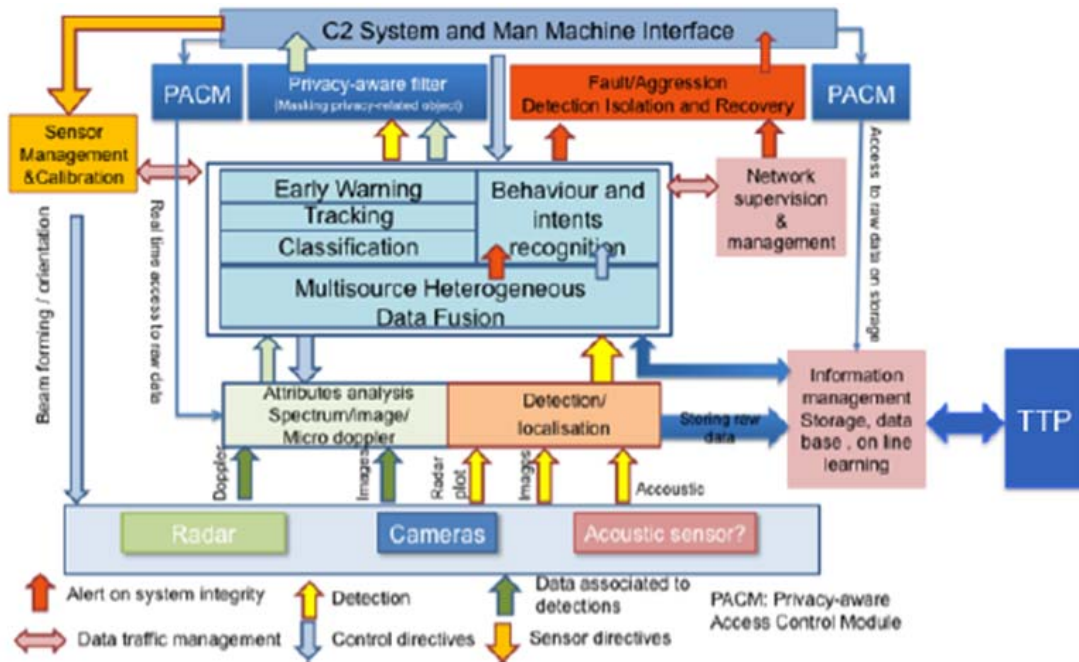 C2 System and Man Machine Interface
PACM
Privacy-aware filter
(Masking privacy-related object)
Fault/Aggression
Detection Isolation and Recovery
PACM
Sensor
Management
&Calibration
Early Warning
Tracking
Classification
Behaviour and
intents
recognition
Network
supervision
&
management
Multisource Heterogeneous
Data Fusion
Beam forming / orientation
Real time access to raw data
Access to raw data on storage
Attributes analysis
Spectrum/Image/
Micro doppler
Detection/
localisation
Storing raw
data
Information
management
Storage, data
base , on line
learning
TTP
Doppler
Images
Radar
plot
Images
Accoustic
Radar
Cameras
Acoustic sensor?
Alert on system integrity
Detection
Data associated to
detections
PACM: Privacy-aware
Access Control Module
Data traffic management
Control directives
Sensor directives